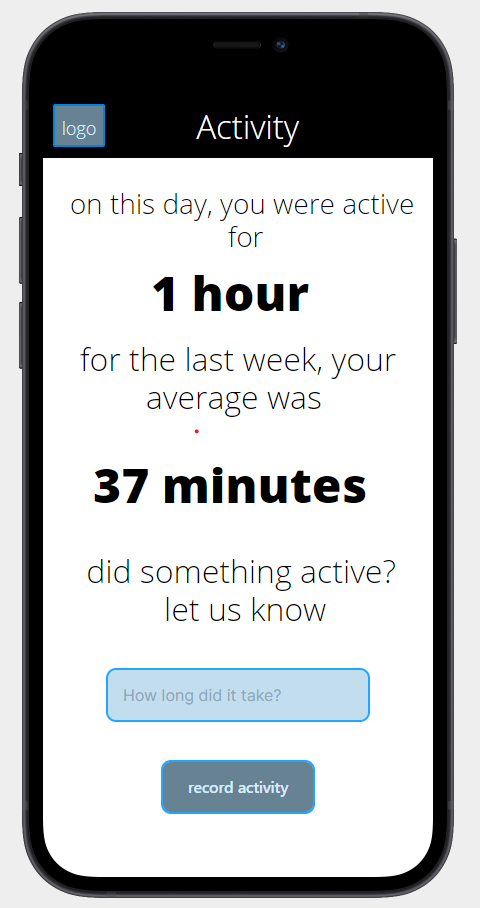 logo
Activity
on this day, you were active
for
1 hour
for the last week, your
average was
37 minutes
did something active?
let us know
How long did it take?
record activity